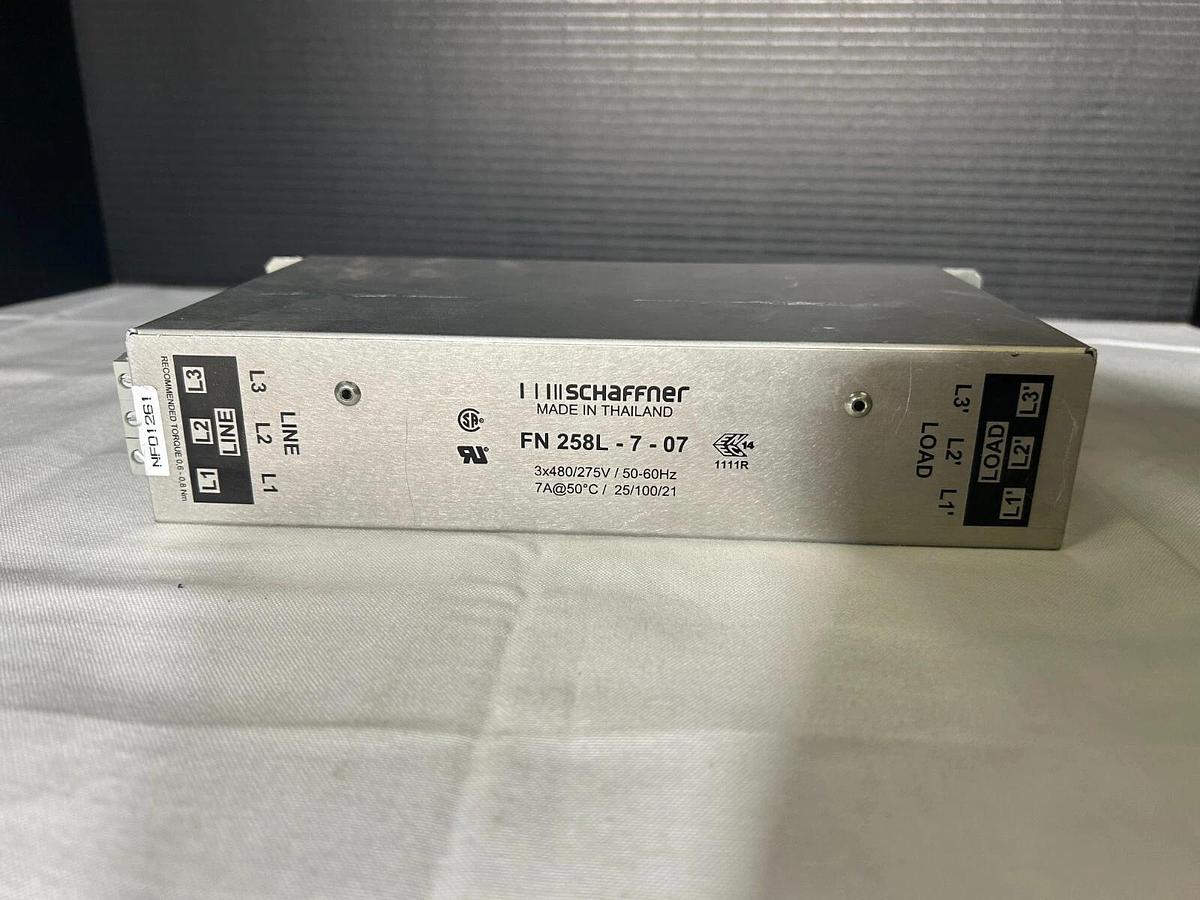 NF01261
RECOMMENDED TORQUE 0,6 - 0,8 Nm
L3
L2
L1
LINE
L3
L2
L1
LINE
SCHAFFNER
MADE IN THAILAND
FN 258L - 7 - 07
3x480/275V / 50-60Hz
7A@50°C / 25/100/21
14
1111R
L3'
L2'
L1'
LOAD
LOAD
L3'
L2'
L1'